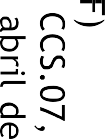 F)
CCS.07,
abril de